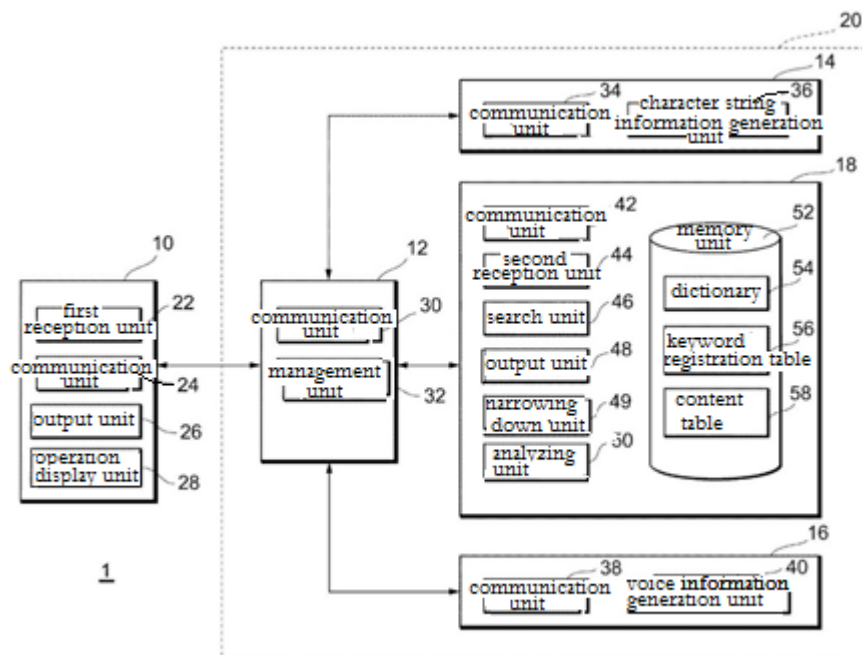 20
14
34
communication
unit
36
character string
information generation
unit
18
42
communication
unit
44
second
reception unit
46
search unit
48
output unit
49
narrowing
down unit
50
analyzing
unit
52
memory
unit
54
dictionary
56
keyword
registration table
58
content
table
10
22
first
reception unit
24
communication
unit
26
output unit
28
operation
display unit
12
30
communication
unit
32
management
unit
16
38
communication
unit
40
voice information
generation unit
1